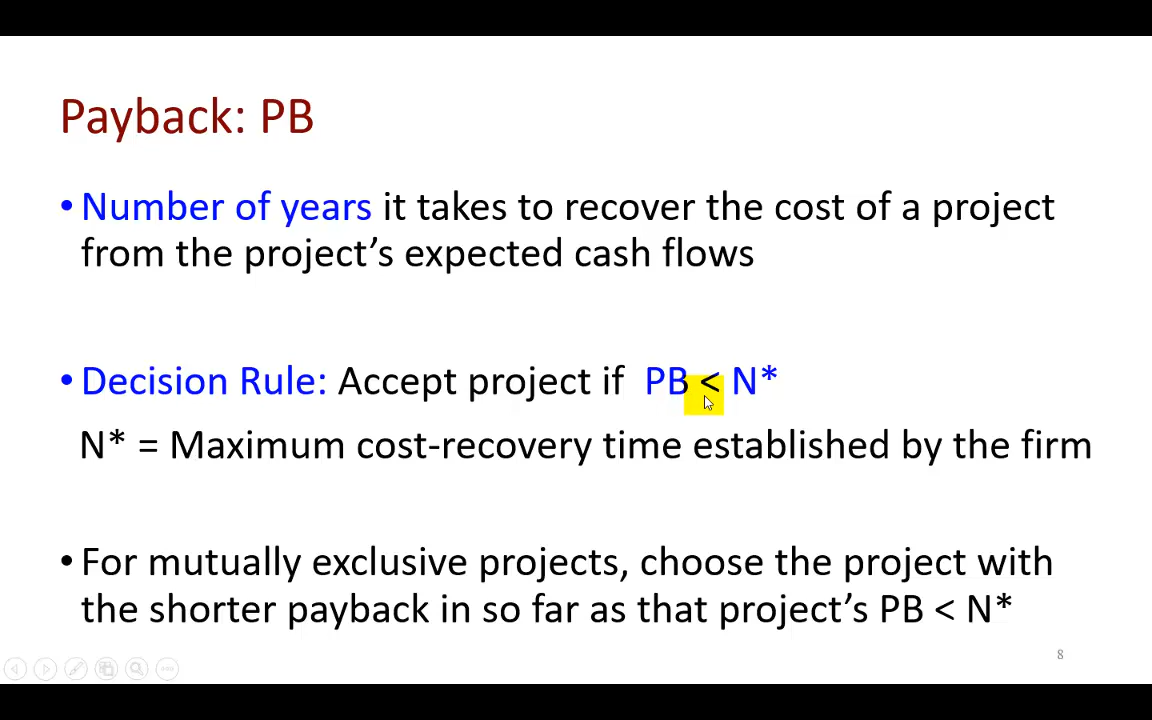 Payback: PB
• Number of years it takes to recover the cost of a project
from the project’s expected cash flows
• Decision Rule: Accept project if PB < N*
N* = Maximum cost-recovery time established by the firm
• For mutually exclusive projects, choose the project with
the shorter payback in so far as that project’s PB < N*
8